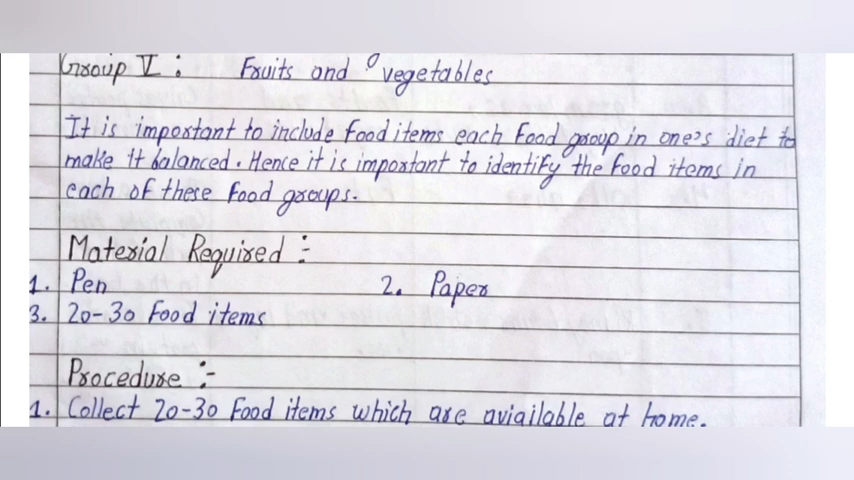 Group V : Fruits and vegetables
It is important to include Food items each Food group in one's diet to
make it balanced. Hence it is important to identify the Food items in
each of these Food groups.
Material Required :-
1. Pen 2. Paper
3. 20-30 Food items
Procedure :-
1. Collect 20-30 Food items which are aviailable at home.